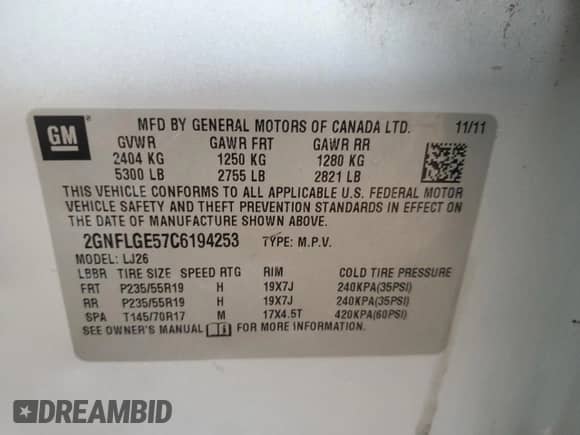 GM
MFD BY GENERAL MOTORS OF CANADA LTD. 11/11
GVWR GAWR FRT GAWR RR
2404 KG 1250 KG 1280 KG
5300 LB 2755 LB 2821 LB
THIS VEHICLE CONFORMS TO ALL APPLICABLE U.S. FEDERAL MOTOR
VEHICLE SAFETY AND THEFT PREVENTION STANDARDS IN EFFECT ON
THE DATE OF MANUFACTURE SHOWN ABOVE.
2GNFLGE57C6194253 TYPE: M.P.V.
MODEL: LJ26
LBBR TIRE SIZE SPEED RTG RIM COLD TIRE PRESSURE
FRT P235/55R19 H 19X7J 240KPA(35PSI)
RR P235/55R19 H 19X7J 240KPA(35PSI)
SPA T145/70R17 M 17X4.5T 420KPA(60PSI)
SEE OWNER'S MANUAL FOR MORE INFORMATION.
DREAMBID